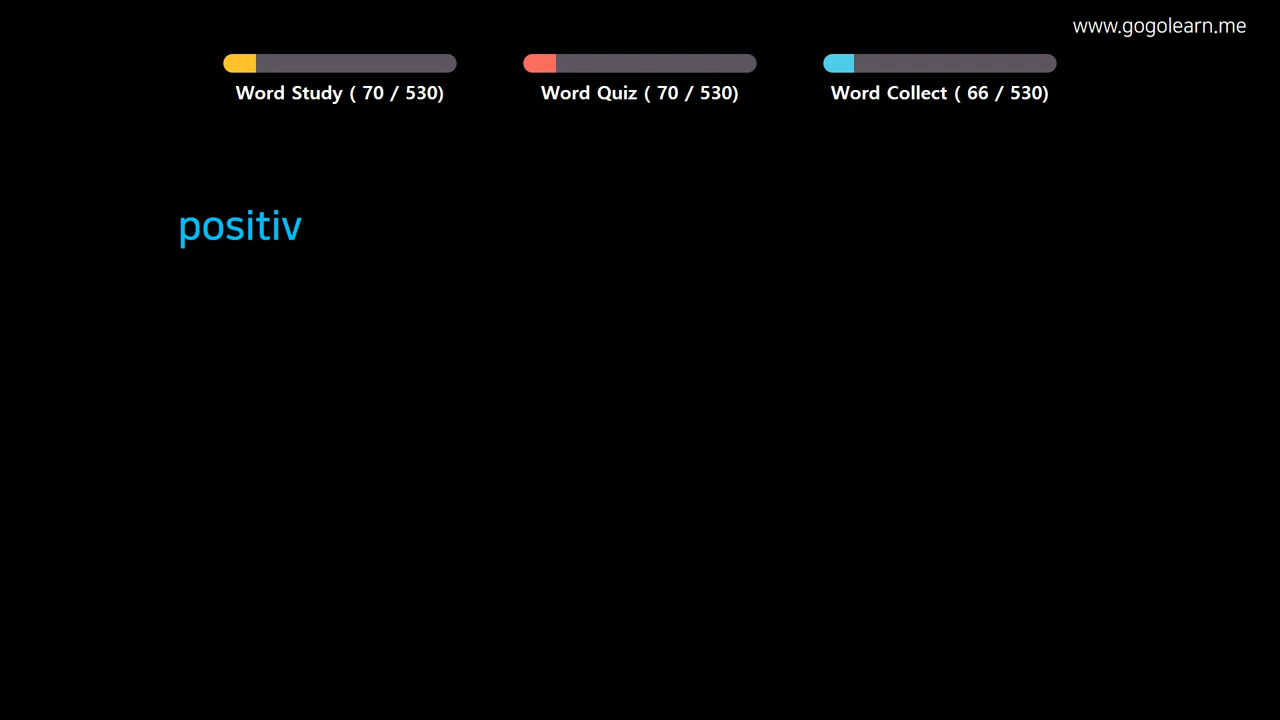 www.gogolearn.me
Word Study ( 70 / 530)
Word Quiz ( 70 / 530)
Word Collect ( 66 / 530)
positiv